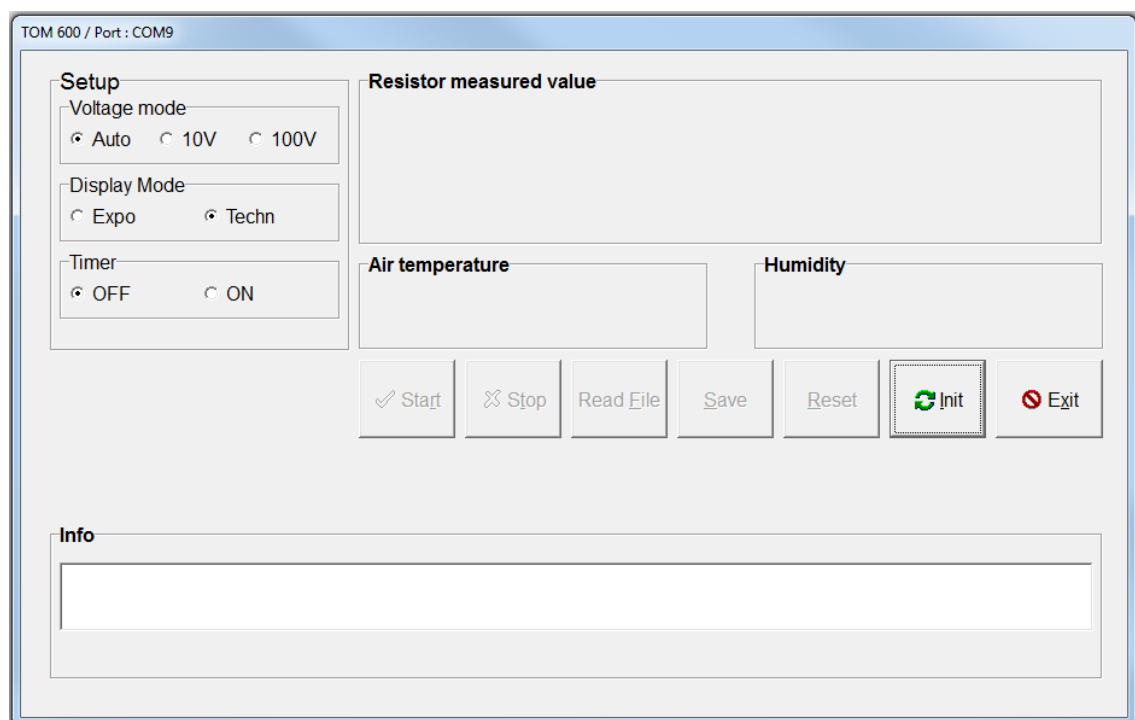 TOM 600 / Port : COM9
Setup
Voltage mode
Auto 10V 100V
Display Mode
Expo Techn
Timer
OFF ON
Resistor measured value
Air temperature
Humidity
Start Stop Read File Save Reset Init Exit
Info